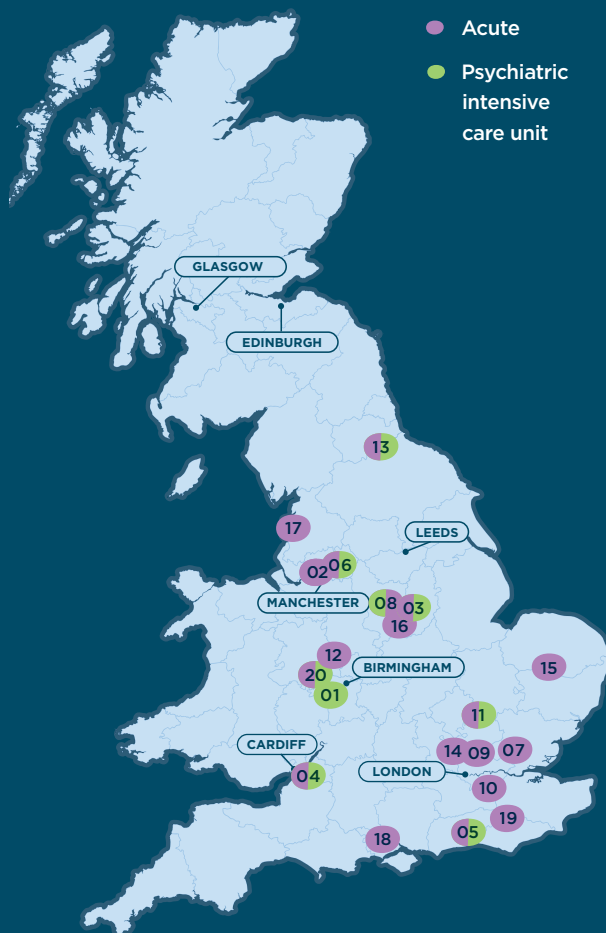 Acute
Psychiatric
intensive
care unit
GLASGOW
EDINBURGH
13
17
LEEDS
06
02
MANCHESTER
08
03
16
12
15
BIRMINGHAM
20
01
11
CARDIFF
14
09
07
LONDON
04
10
19
05
18